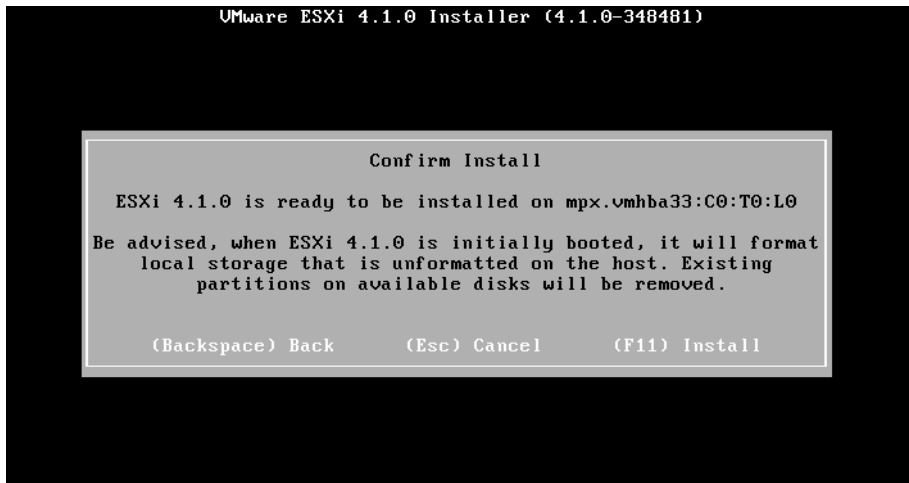 VMware ESXi 4.1.0 Installer (4.1.0-348481)
Confirm Install
ESXi 4.1.0 is ready to be installed on mpx.vmhba33:C0:T0:L0
Be advised, when ESXi 4.1.0 is initially booted, it will format
local storage that is unformatted on the host. Existing
partitions on available disks will be removed.
(Backspace) Back (Esc) Cancel (F11) Install